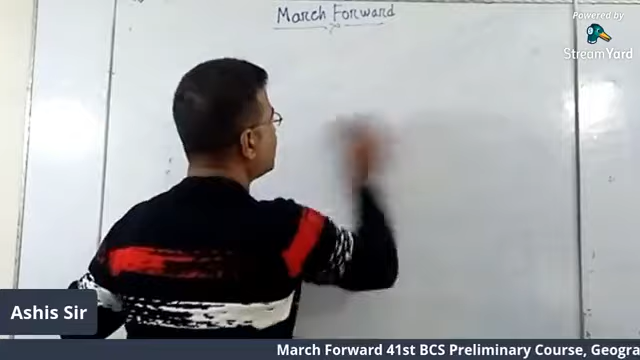 March Forward
Powered by
StreamYard
Ashis Sir
March Forward 41st BCS Preliminary Course, Geogra